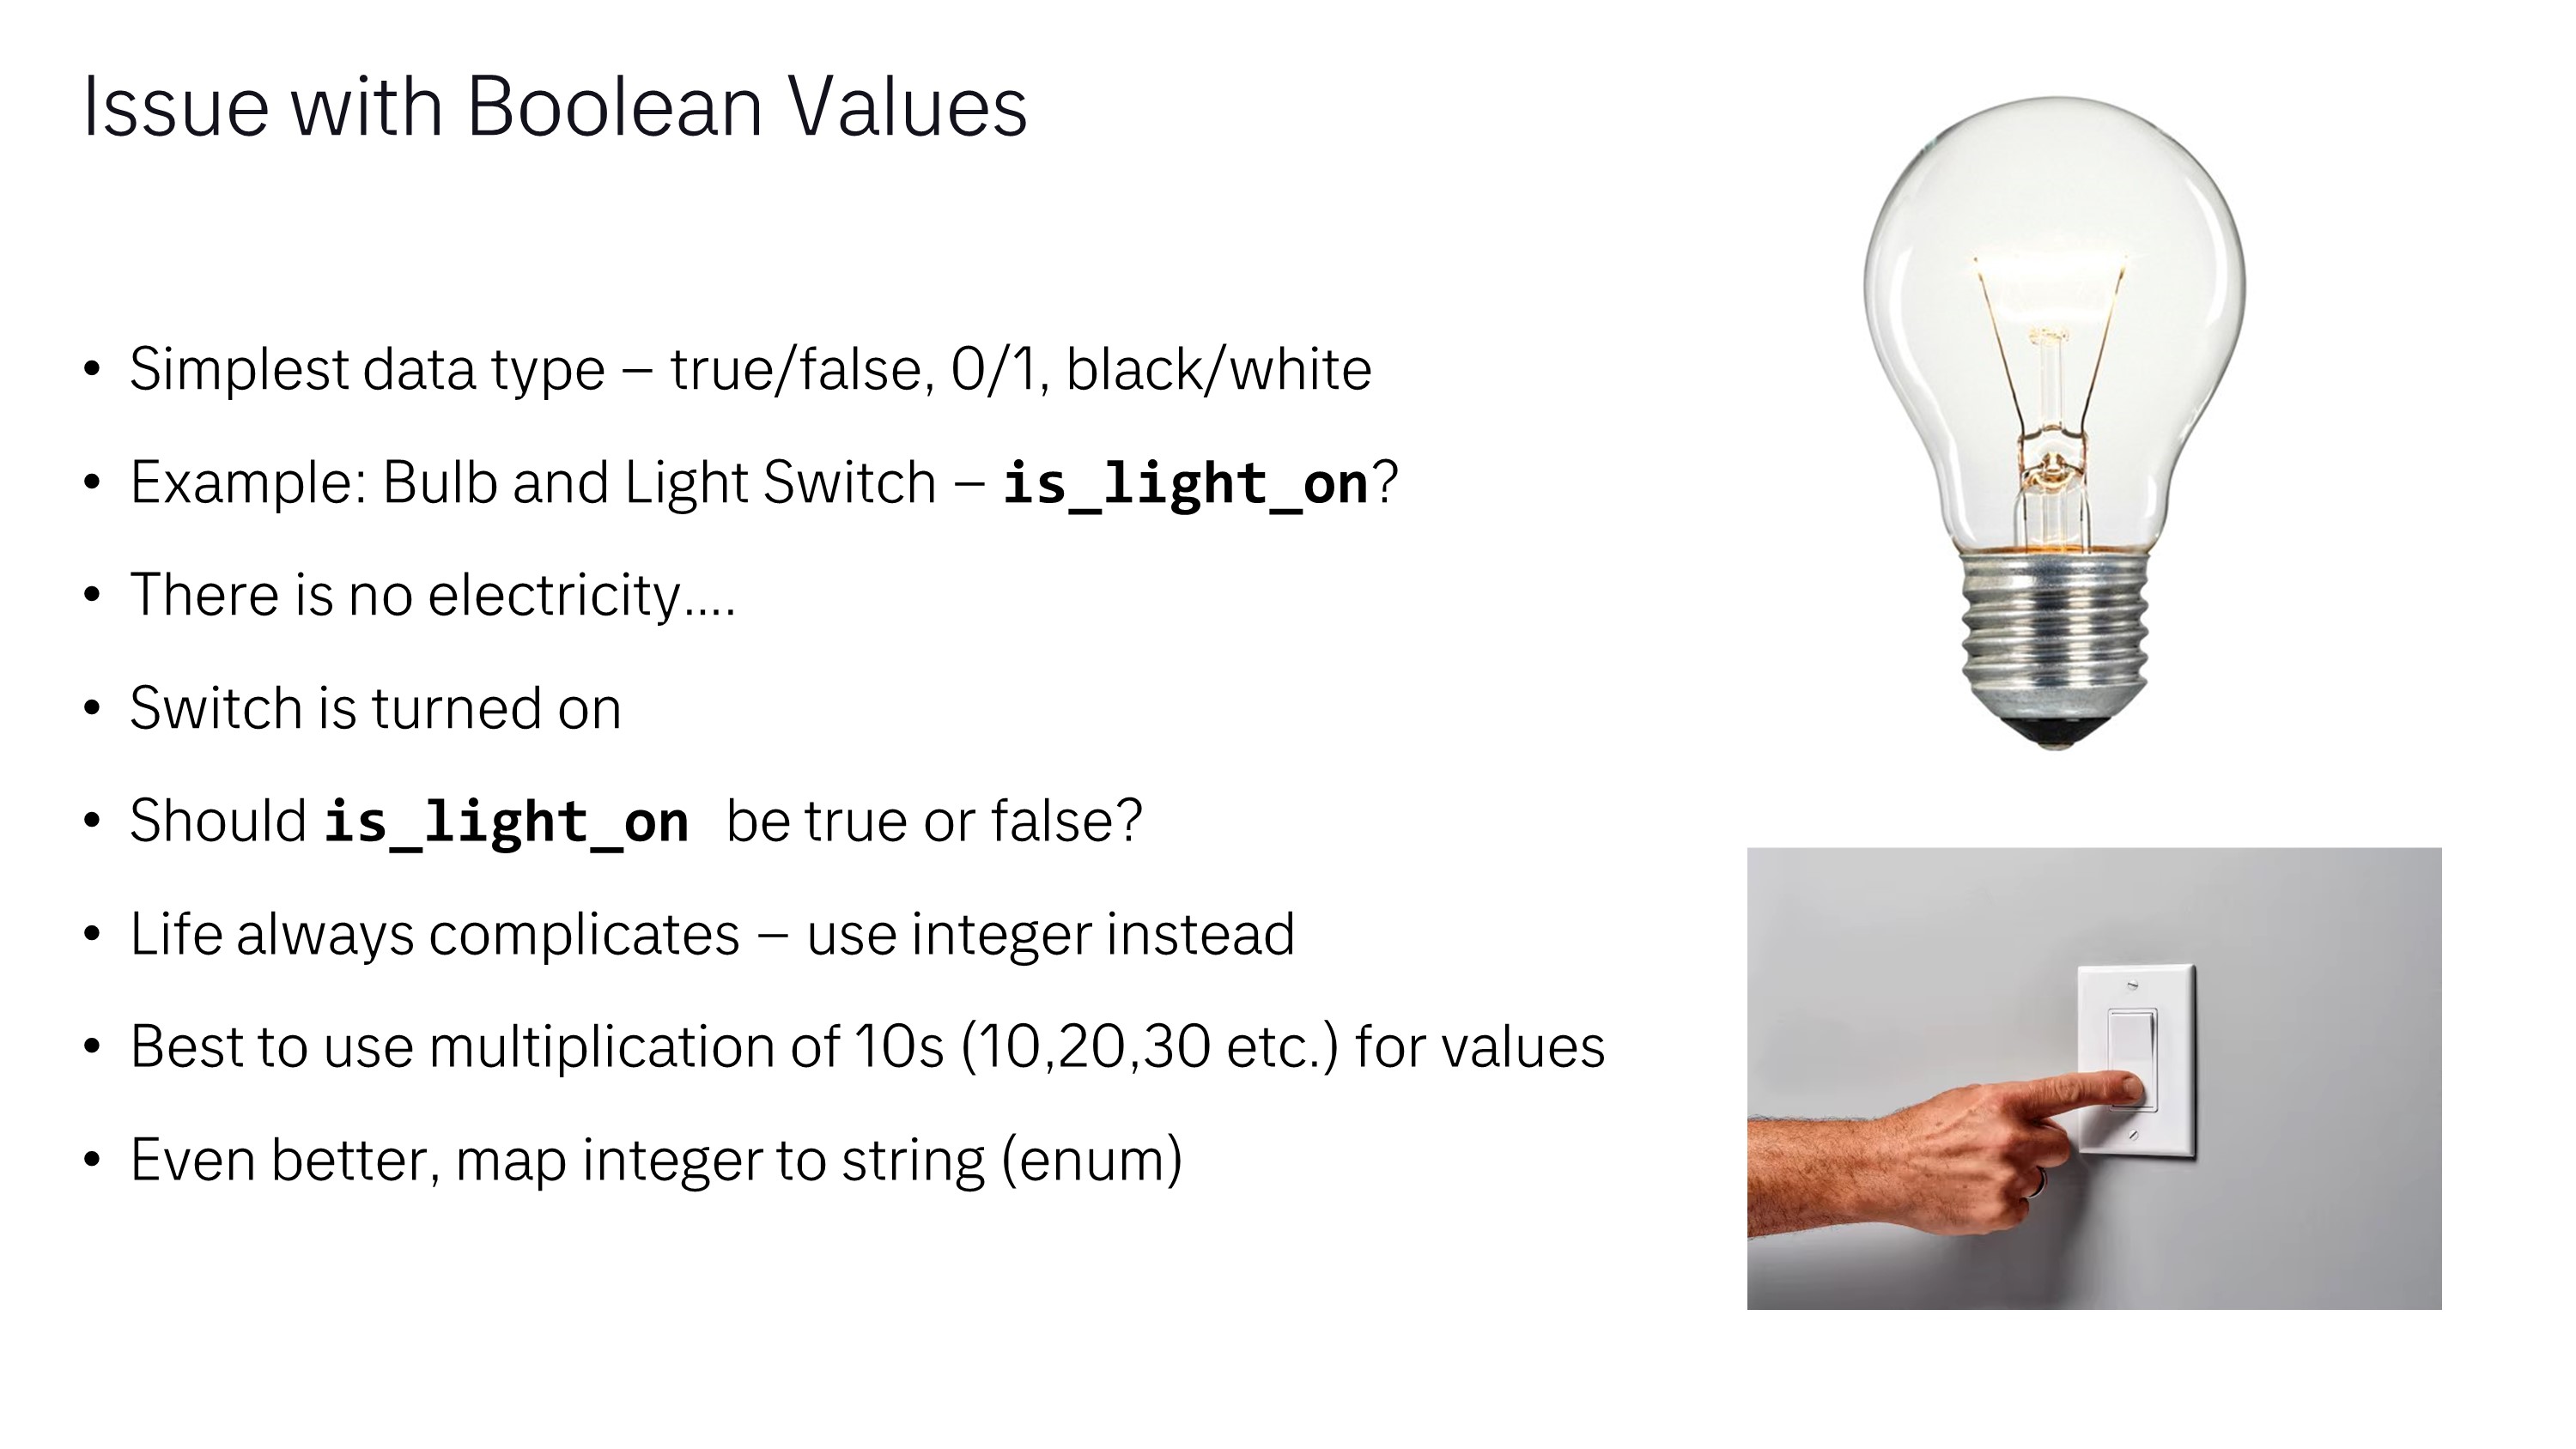 Issue with Boolean Values
• Simplest data type – true/false, 0/1, black/white
• Example: Bulb and Light Switch – is_light_on?
• There is no electricity....
• Switch is turned on
• Should is_light_on be true or false?
• Life always complicates – use integer instead
• Best to use multiplication of 10s (10,20,30 etc.) for values
• Even better, map integer to string (enum)